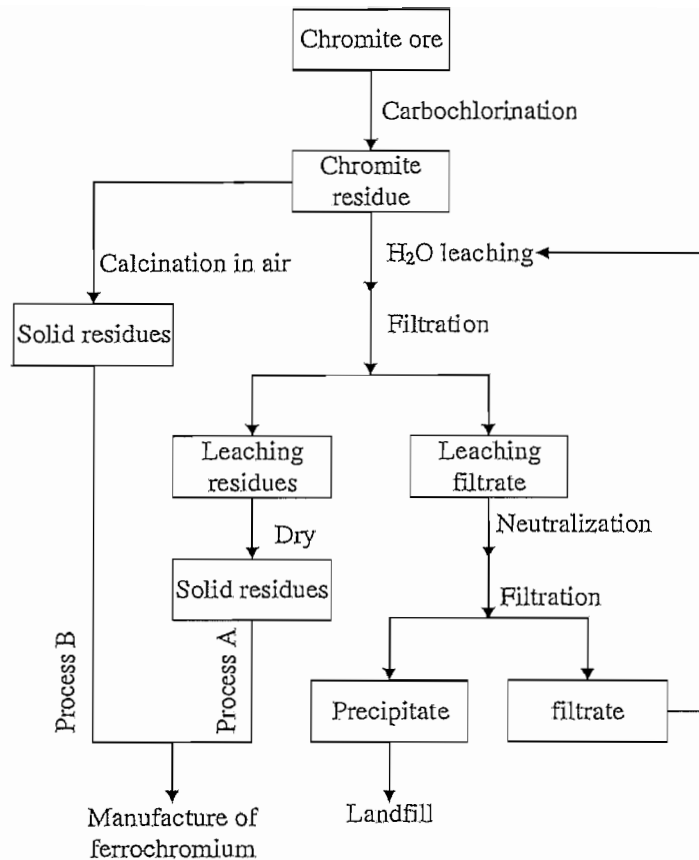 Chromite ore
Carbochlorination
Chromite
residue
Calcination in air
H₂O leaching
Solid residues
Filtration
Leaching
residues
Leaching
filtrate
Dry
Neutralization
Solid residues
Filtration
Process B
Process A
Precipitate
filtrate
Manufacture of
ferrochromium
Landfill